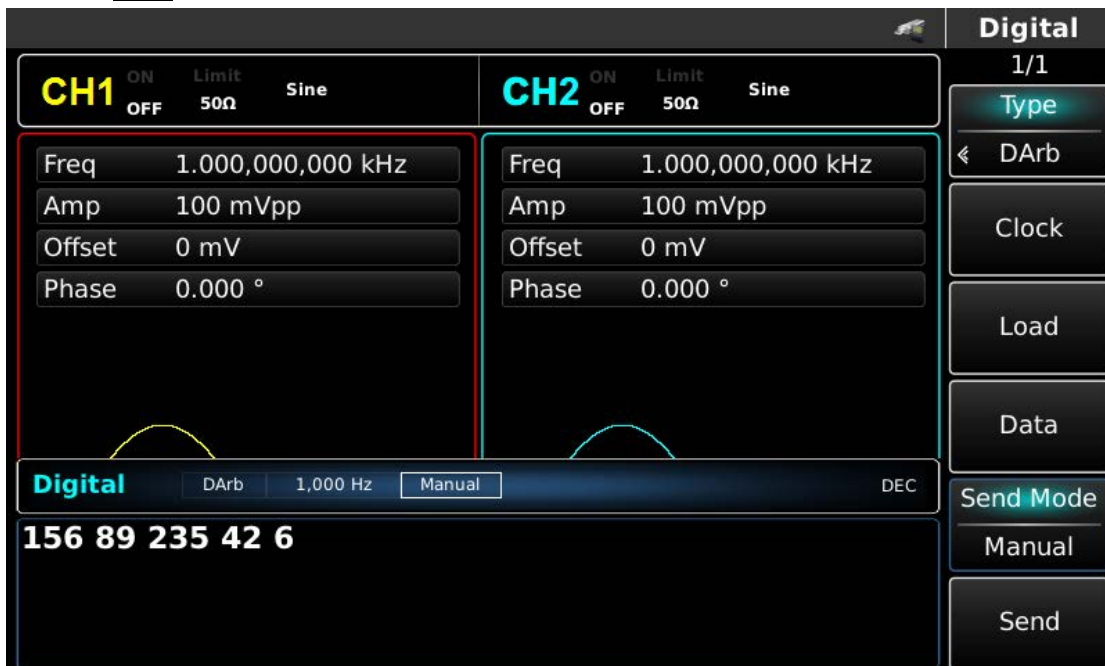 Digital
1/1
CH1 ON OFF Limit 50Ω Sine
CH2 ON OFF Limit 50Ω Sine
Type
DArb
Freq 1.000,000,000 kHz
Amp 100 mVpp
Offset 0 mV
Phase 0.000 °
Freq 1.000,000,000 kHz
Amp 100 mVpp
Offset 0 mV
Phase 0.000 °
Clock
Load
Data
Digital DArb 1,000 Hz Manual DEC
156 89 235 42 6
Send Mode
Manual
Send